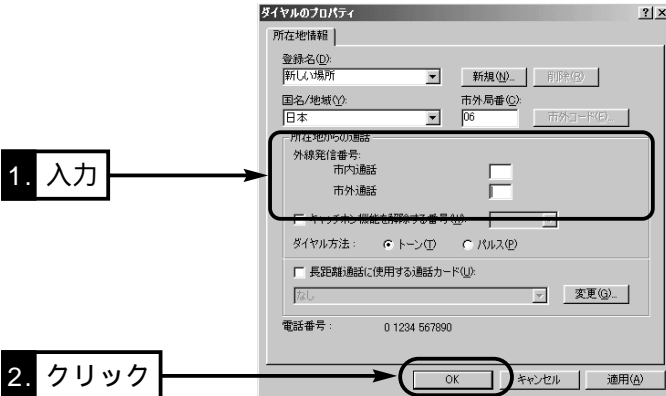 ダイヤルのプロパティ
所在地情報
登録名(D):
新しい場所
新規(N)...
削除(R)
国名/地域(Y):
市外局番(C):
日本
06
市外コード(E)...
所在地からの通話
外線発信番号:
市内通話
1. 入力
市外通話
キャッチホン機能を解除する番号(W):
ダイヤル方法: トーン(T) パルス(P)
長距離通話に使用する通話カード(U):
なし
変更(G)...
電話番号: 0 1234 567890
2. クリック
OK
キャンセル
適用(A)